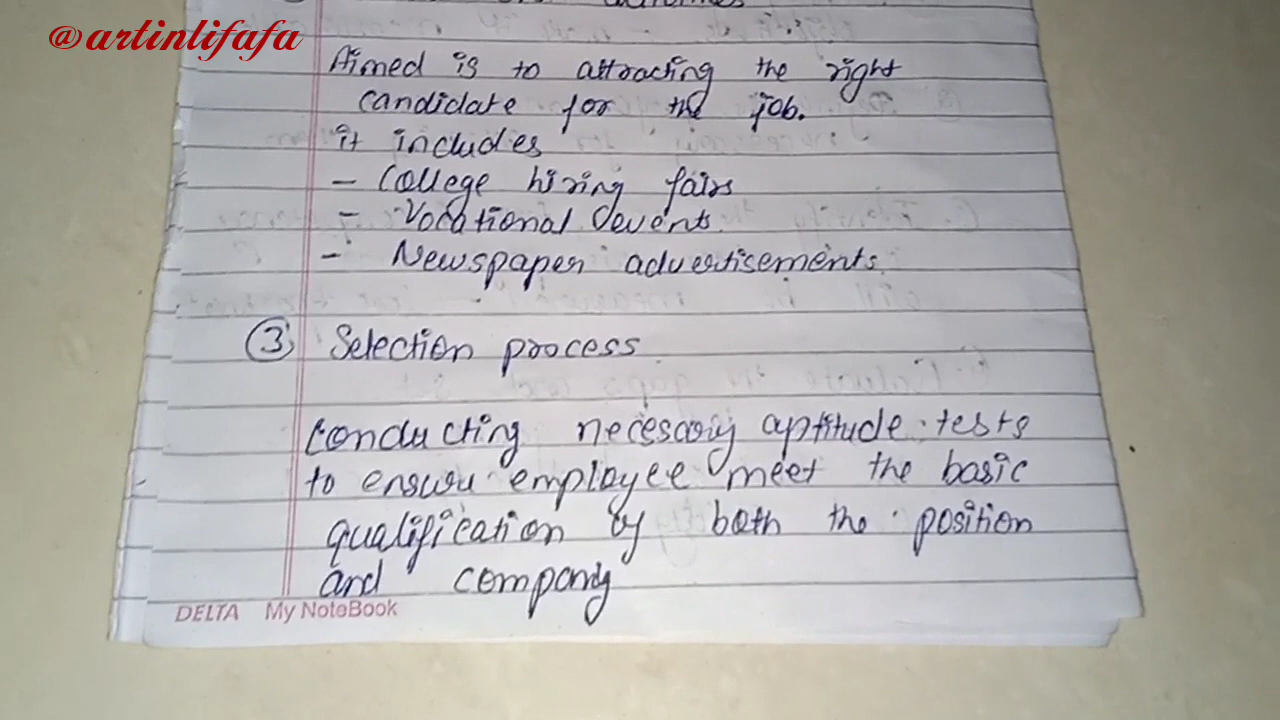 @artinlifafa
Aimed is to attracting the right
candidate for the job.
it includes
- College hiring fairs
- Vocational events.
- Newspaper advertisements.
③ Selection process
Conducting necessary aptitude tests
to ensure employee meet the basic
qualification of both the position
and company
DELTA My NoteBook